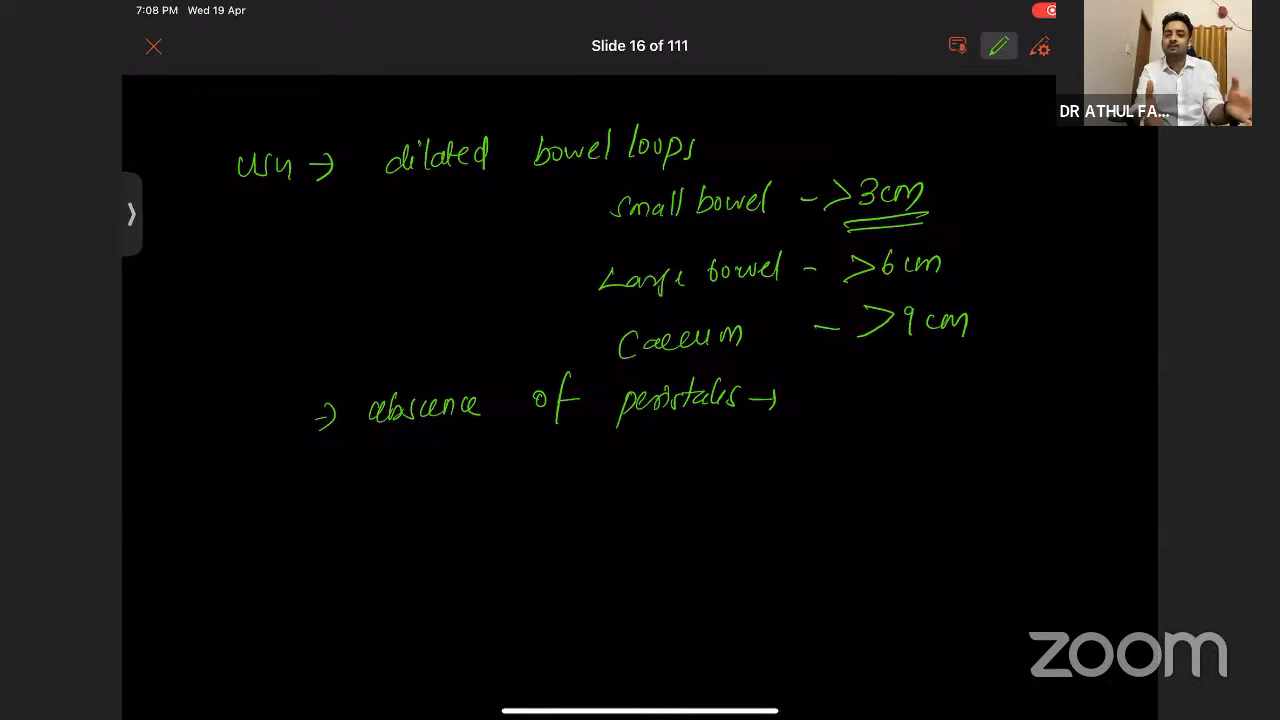 7:08 PM Wed 19 Apr
Slide 16 of 111
DR ATHUL FA...
USG → dilated bowel loops
small bowel - >3cm
Large bowel - >6cm
Caecum - >9cm
⇒ abscence of peristalsis →
zoom